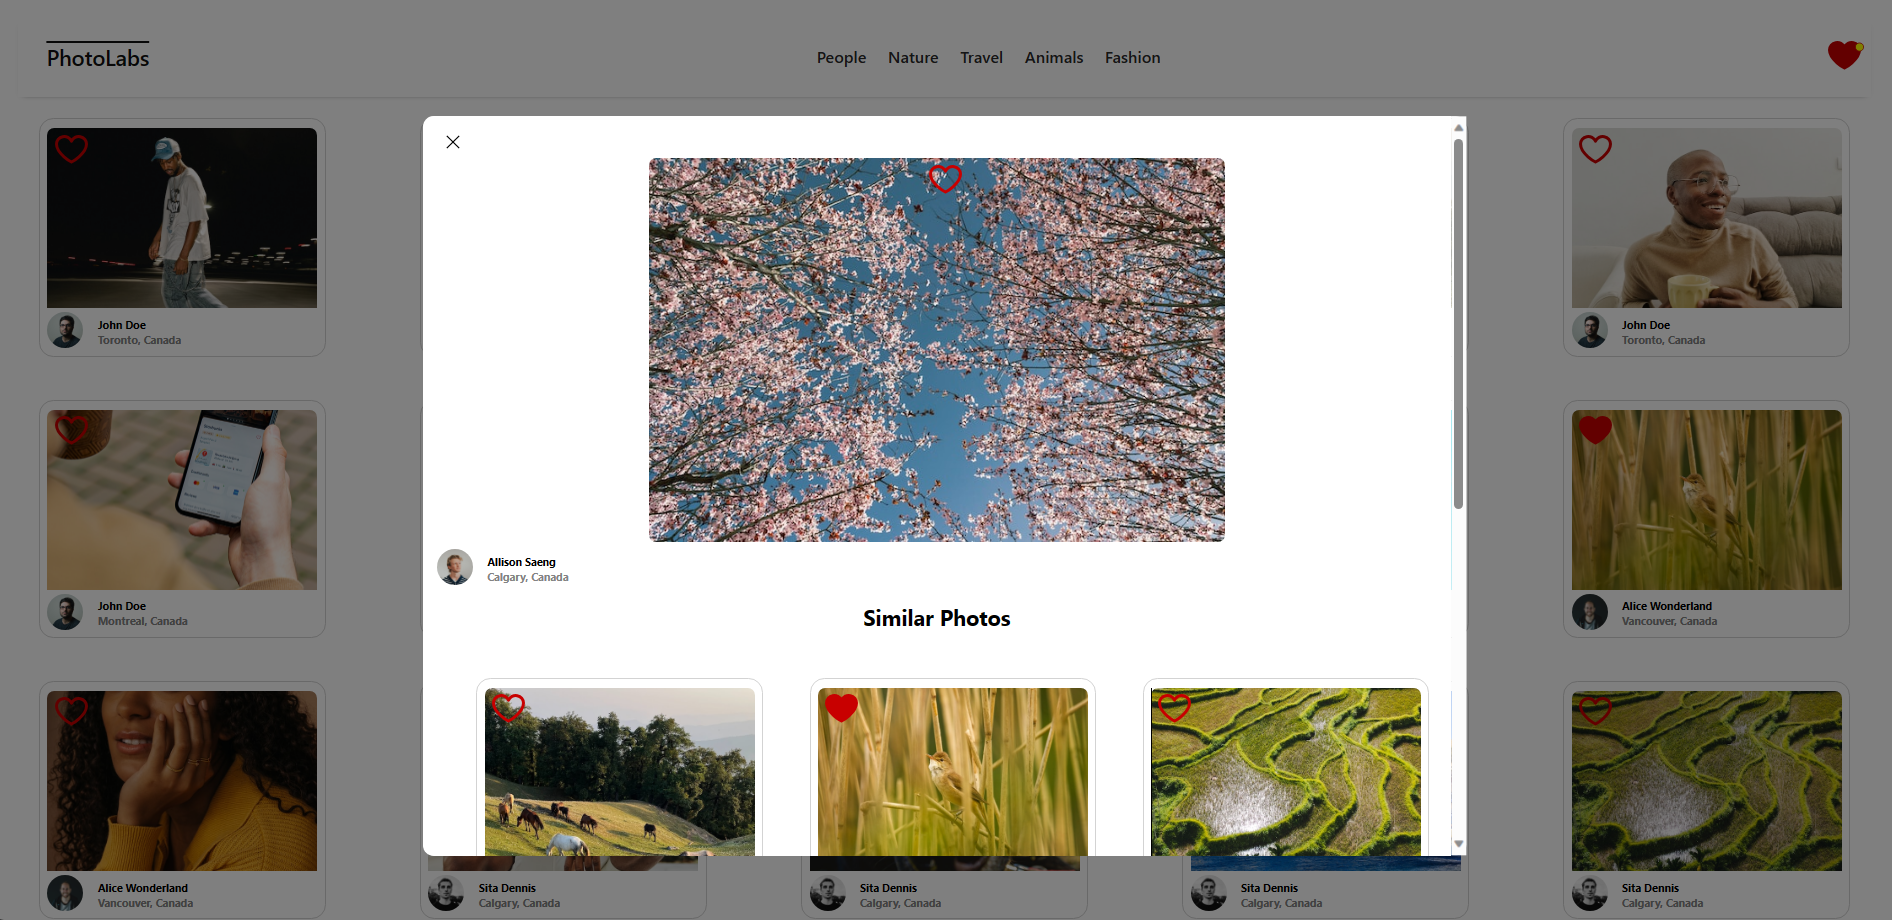 PhotoLabs
People Nature Travel Animals Fashion
John Doe
Toronto, Canada
John Doe
Toronto, Canada
Allison Saeng
Calgary, Canada
Similar Photos
John Doe
Montreal, Canada
Alice Wonderland
Vancouver, Canada
Alice Wonderland
Vancouver, Canada
Sita Dennis
Calgary, Canada
Sita Dennis
Calgary, Canada
Sita Dennis
Calgary, Canada
Sita Dennis
Calgary, Canada